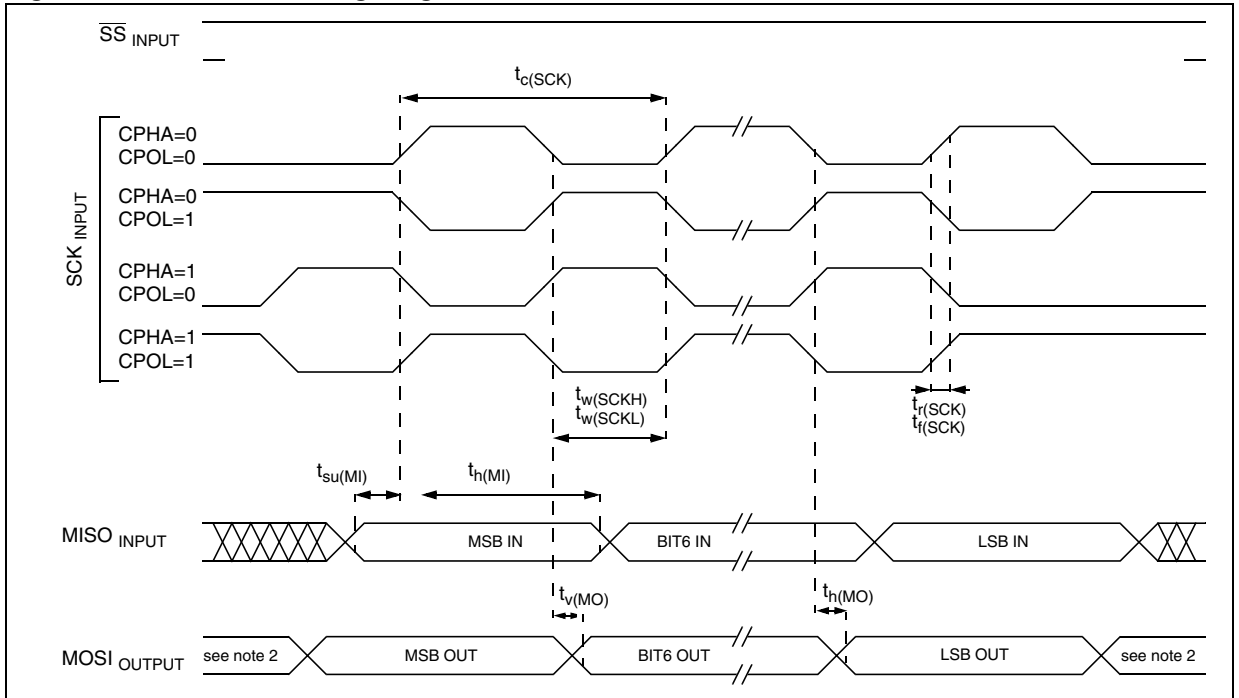 SS INPUT
tc(SCK)
SCK INPUT
CPHA=0
CPOL=0
CPHA=0
CPOL=1
CPHA=1
CPOL=0
CPHA=1
CPOL=1
tw(SCKH)
tw(SCKL)
tr(SCK)
tf(SCK)
tsu(MI)
th(MI)
MISO INPUT
MSB IN
BIT6 IN
LSB IN
tv(MO)
th(MO)
MOSI OUTPUT
see note 2
MSB OUT
BIT6 OUT
LSB OUT
see note 2